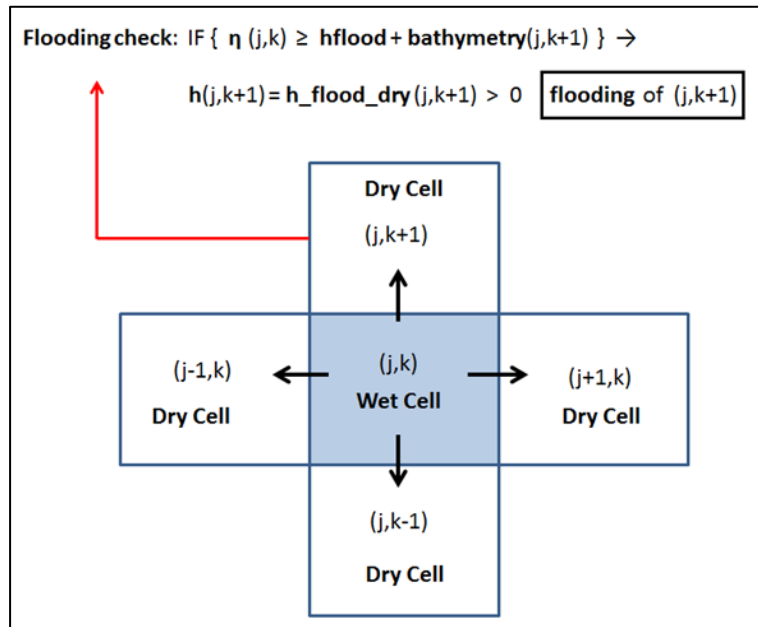 Flooding check: IF { η (j,k) ≥ hflood + bathymetry(j,k+1) } →
h(j,k+1) = h_flood_dry(j,k+1) > 0 flooding of (j,k+1)
Dry Cell
(j,k+1)
(j-1,k)
Dry Cell
(j,k)
Wet Cell
(j+1,k)
Dry Cell
(j,k-1)
Dry Cell